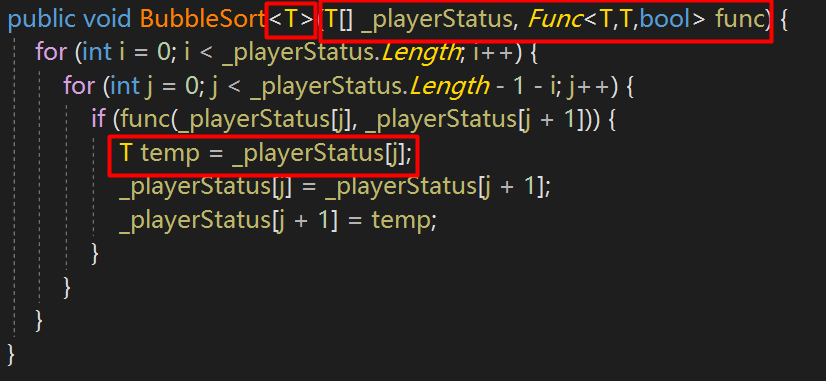 public void BubbleSort<T>(T[] _playerStatus, Func<T,T,bool> func) {
for (int i = 0; i < _playerStatus.Length; i++) {
for (int j = 0; j < _playerStatus.Length - 1 - i; j++) {
if (func(_playerStatus[j], _playerStatus[j + 1])) {
T temp = _playerStatus[j];
_playerStatus[j] = _playerStatus[j + 1];
_playerStatus[j + 1] = temp;
}
}
}
}